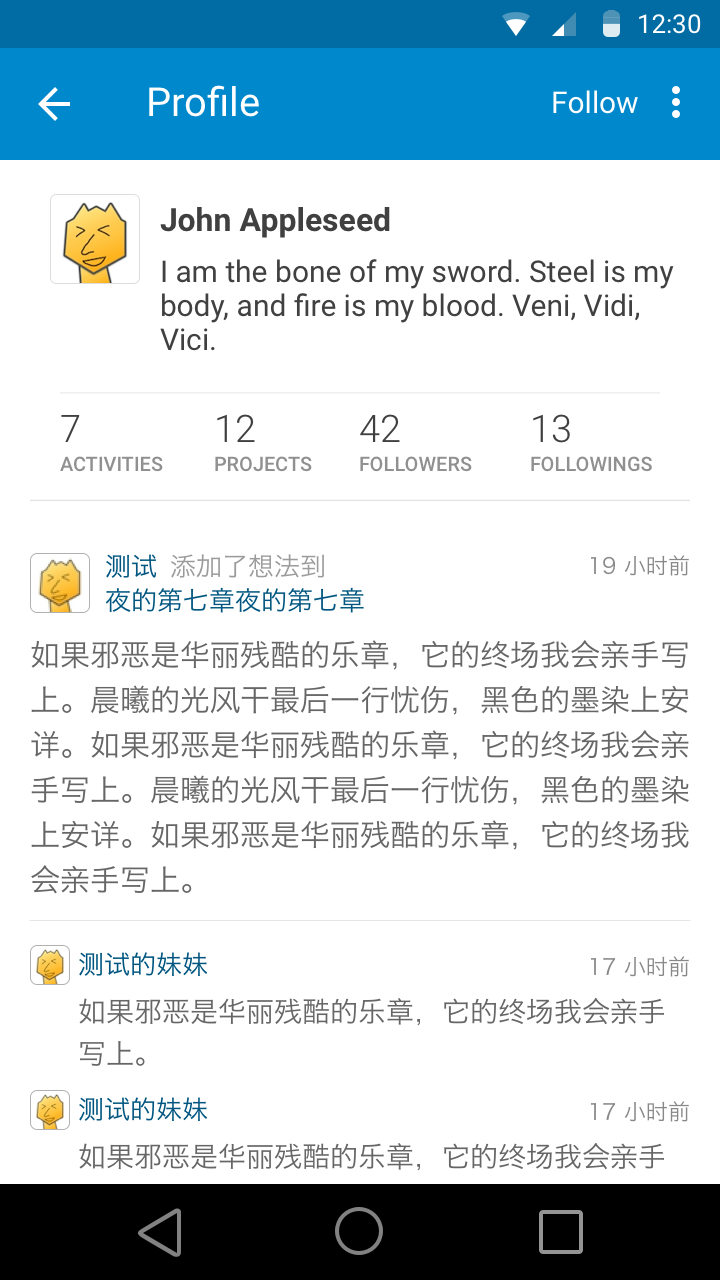 12:30
Profile
Follow
John Appleseed
I am the bone of my sword. Steel is my
body, and fire is my blood. Veni, Vidi,
Vici.
7
ACTIVITIES
12
PROJECTS
42
FOLLOWERS
13
FOLLOWINGS
测试 添加了想法到
19 小时前
夜的第七章夜的第七章
如果邪恶是华丽残酷的乐章，它的终场我会亲手写
上。晨曦的光风干最后一行忧伤，黑色的墨染上安
详。如果邪恶是华丽残酷的乐章，它的终场我会亲
手写上。晨曦的光风干最后一行忧伤，黑色的墨染
上安详。如果邪恶是华丽残酷的乐章，它的终场我
会亲手写上。
测试的妹妹
17 小时前
如果邪恶是华丽残酷的乐章，它的终场我会亲手
写上。
测试的妹妹
17 小时前
如果邪恶是华丽残酷的乐章，它的终场我会亲手